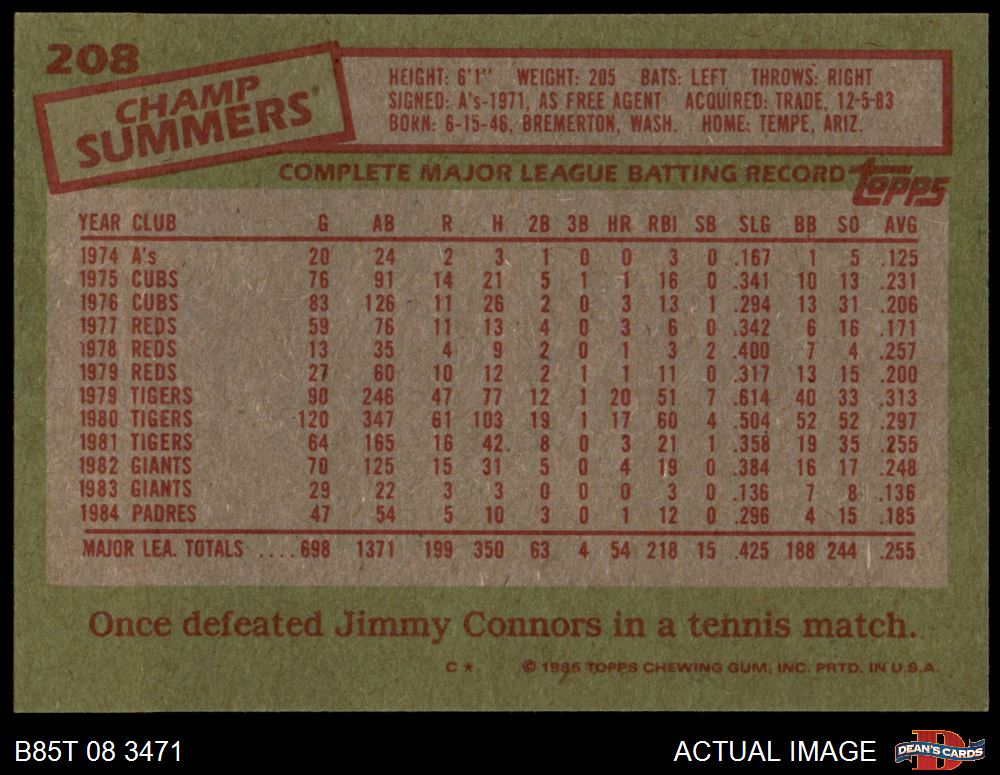 208
CHAMP
SUMMERS
HEIGHT: 6'1" WEIGHT: 205 BATS: LEFT THROWS: RIGHT
SIGNED: A's-1971, AS FREE AGENT ACQUIRED: TRADE, 12-5-83
BORN: 6-15-46, BREMERTON, WASH. HOME: TEMPE, ARIZ.
COMPLETE MAJOR LEAGUE BATTING RECORD topps
YEAR CLUB G AB R H 2B 3B HR RBI SB SLG BB SO AVG
1974 A's 20 24 2 3 1 0 0 3 0 .167 1 5 .125
1975 CUBS 76 91 14 21 5 1 1 16 0 .341 10 13 .231
1976 CUBS 83 126 11 26 2 0 3 13 1 .294 13 31 .206
1977 REDS 59 76 11 13 4 0 3 6 0 .342 6 16 .171
1978 REDS 13 35 4 9 2 0 1 3 2 .400 7 4 .257
1979 REDS 27 60 10 12 2 1 1 11 0 .317 13 15 .200
1979 TIGERS 90 246 47 77 12 1 20 51 7 .614 40 33 .313
1980 TIGERS 120 347 61 103 19 1 17 60 4 .504 52 52 .297
1981 TIGERS 64 165 16 42 8 0 3 21 1 .358 19 35 .255
1982 GIANTS 70 125 15 31 5 0 4 19 0 .384 16 17 .248
1983 GIANTS 29 22 3 3 0 0 0 3 0 .136 7 8 .136
1984 PADRES 47 54 5 10 3 0 1 12 0 .296 4 15 .185
MAJOR LEA. TOTALS ....698 1371 199 350 63 4 54 218 15 .425 188 244 .255
Once defeated Jimmy Connors in a tennis match.
C * © 1985 TOPPS CHEWING GUM, INC. PRTD. IN U.S.A.
B85T 08 3471 ACTUAL IMAGE DEAN'S CARDS